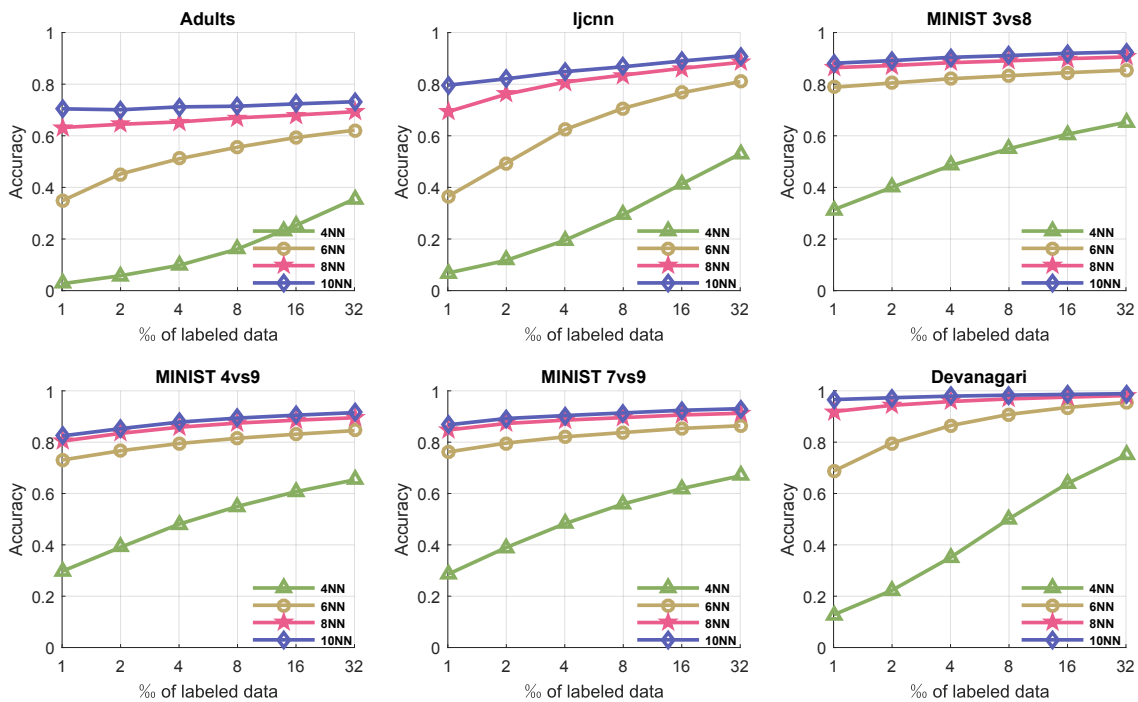 Adults
1
0.8
0.6
0.4
0.2
0
Accuracy
4NN
6NN
8NN
10NN
1 2 4 8 16 32
‰ of labeled data
Ijcnn
1
0.8
0.6
0.4
0.2
0
Accuracy
4NN
6NN
8NN
10NN
1 2 4 8 16 32
‰ of labeled data
MINIST 3vs8
1
0.8
0.6
0.4
0.2
0
Accuracy
4NN
6NN
8NN
10NN
1 2 4 8 16 32
‰ of labeled data
MINIST 4vs9
1
0.8
0.6
0.4
0.2
0
Accuracy
4NN
6NN
8NN
10NN
1 2 4 8 16 32
‰ of labeled data
MINIST 7vs9
1
0.8
0.6
0.4
0.2
0
Accuracy
4NN
6NN
8NN
10NN
1 2 4 8 16 32
‰ of labeled data
Devanagari
1
0.8
0.6
0.4
0.2
0
Accuracy
4NN
6NN
8NN
10NN
1 2 4 8 16 32
‰ of labeled data